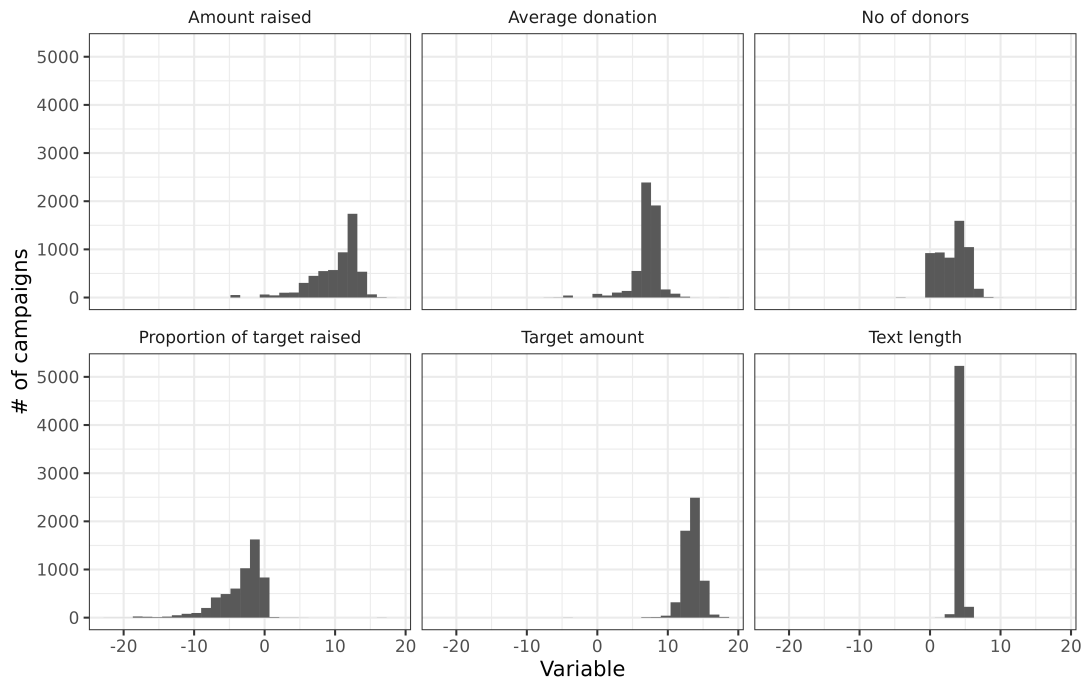 Amount raised
Average donation
No of donors
5000
4000
3000
2000
1000
0
Proportion of target raised
Target amount
Text length
5000
4000
3000
2000
1000
0
-20 -10 0 10 20
-20 -10 0 10 20
-20 -10 0 10 20
Variable
# of campaigns